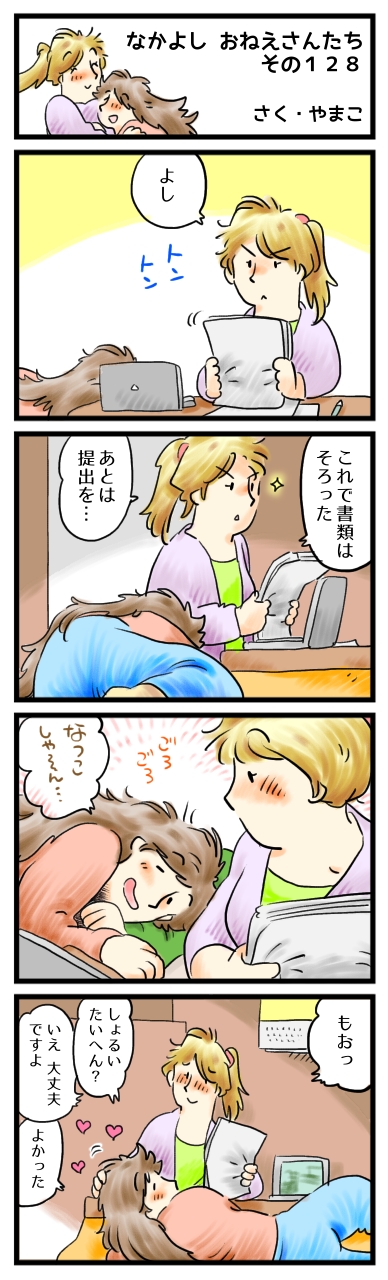 なかよし おねえさんたち
その１２８
さく・やまこ
よし
トン
トン
これで書類は
そろった
あとは
提出を…
ごろ
ごろ
なつこ
しゃ～ん…
もおっ
しょるい
たいへん？
いえ 大丈夫
ですよ
よかった